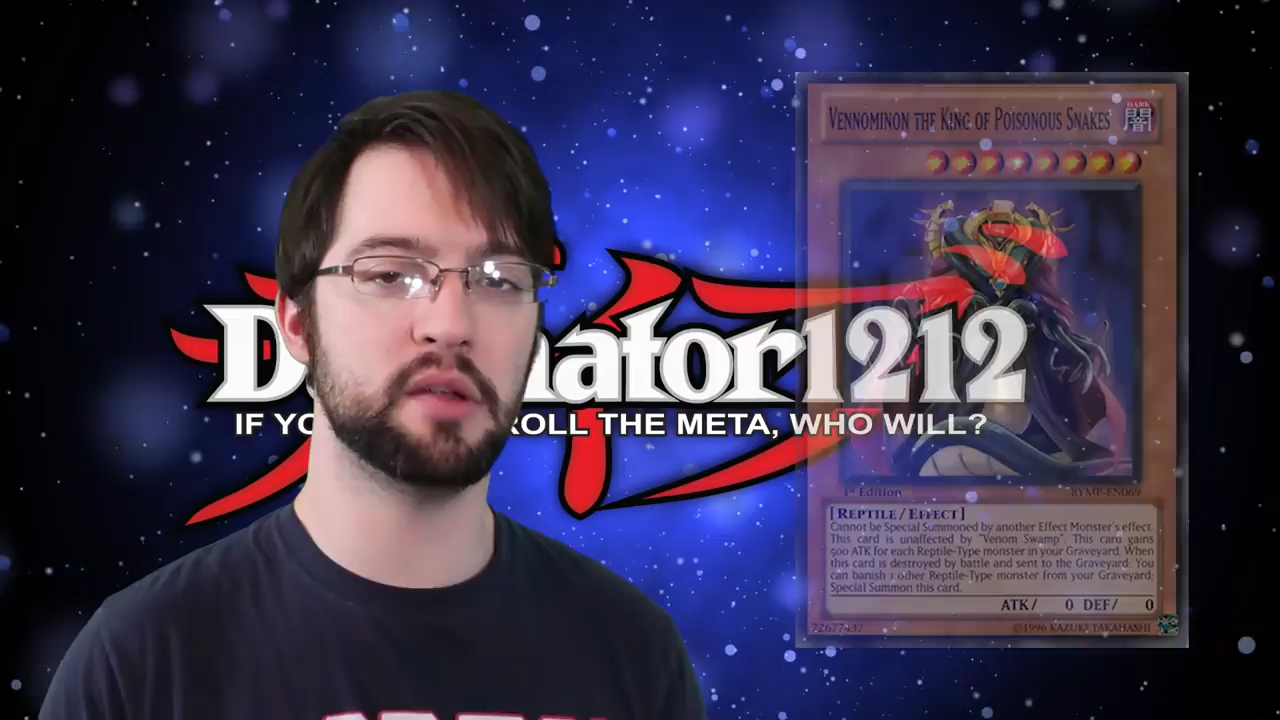 VENNOMINON THE KING OF POISONOUS SNAKES
DARK
闇
D nator1212
IF YO ROLL THE META, WHO WILL?
1st Edition
RYMP-EN069
[REPTILE/EFFECT]
Cannot be Special Summoned by another Effect Monster's effect.
This card is unaffected by "Venom Swamp". This card gains
500 ATK for each Reptile-Type monster in your Graveyard. When
this card is destroyed by battle and sent to the Graveyard: You
can banish 1 other Reptile-Type monster from your Graveyard;
Special Summon this card.
ATK/ 0 DEF/ 0
72677437
©1996 KAZUKI TAKAHASHI